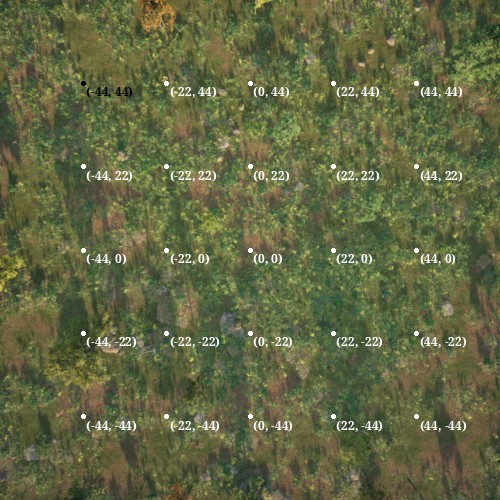 (-44, 44) (-22, 44) (0, 44) (22, 44) (44, 44)
(-44, 22) (-22, 22) (0, 22) (22, 22) (44, 22)
(-44, 0) (-22, 0) (0, 0) (22, 0) (44, 0)
(-44, -22) (-22, -22) (0, -22) (22, -22) (44, -22)
(-44, -44) (-22, -44) (0, -44) (22, -44) (44, -44)